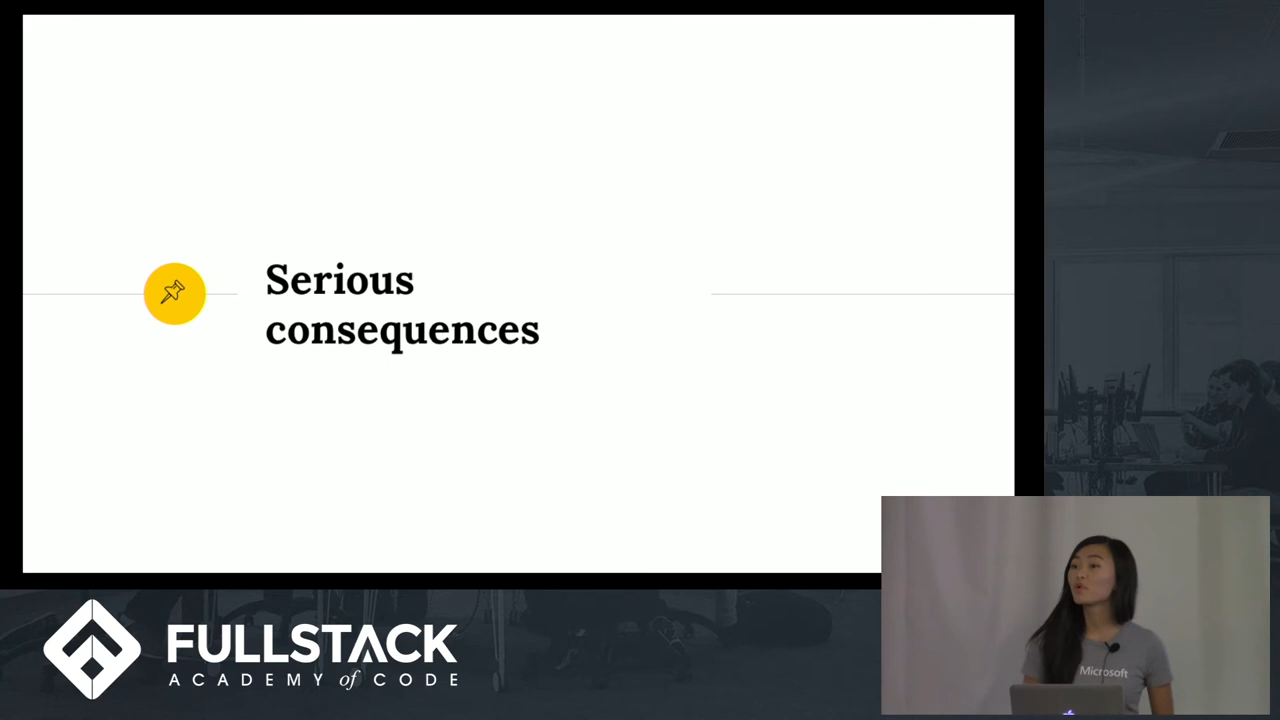 Serious
consequences
FULLSTACK
ACADEMY of CODE
Microsoft